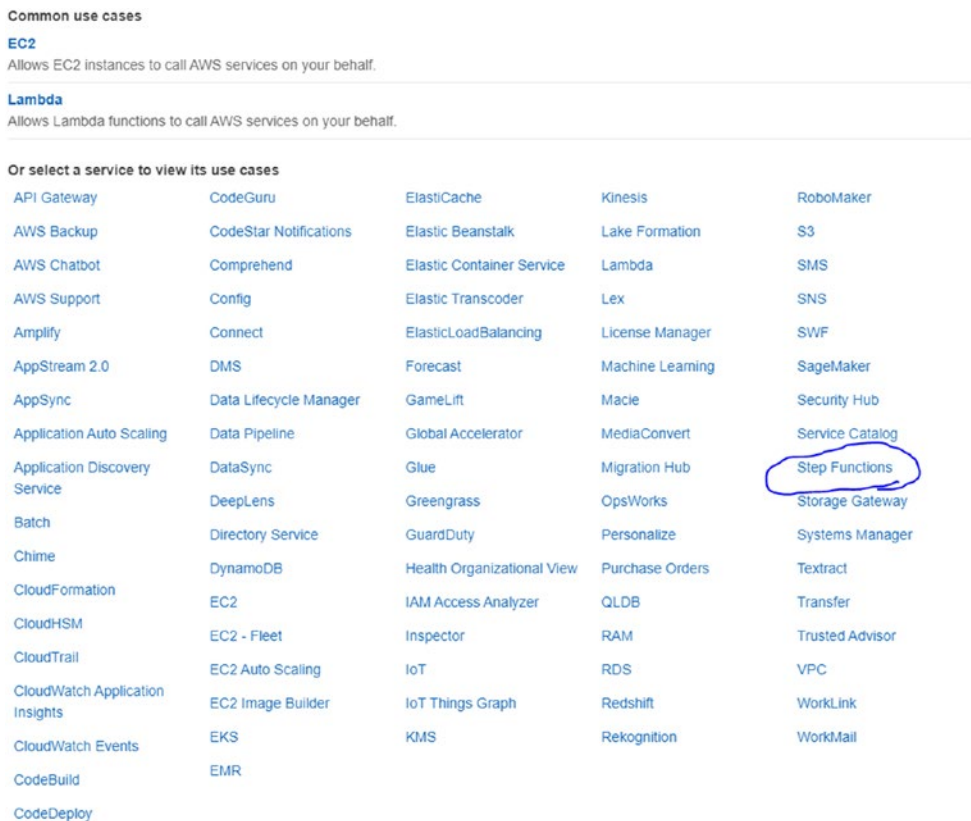 Common use cases
EC2
Allows EC2 instances to call AWS services on your behalf.
Lambda
Allows Lambda functions to call AWS services on your behalf.
Or select a service to view its use cases
API Gateway
AWS Backup
AWS Chatbot
AWS Support
Amplify
AppStream 2.0
AppSync
Application Auto Scaling
Application Discovery
Service
Batch
Chime
CloudFormation
CloudHSM
CloudTrail
CloudWatch Application
Insights
CloudWatch Events
CodeBuild
CodeDeploy
CodeGuru
CodeStar Notifications
Comprehend
Config
Connect
DMS
Data Lifecycle Manager
Data Pipeline
DataSync
DeepLens
Directory Service
DynamoDB
EC2
EC2 - Fleet
EC2 Auto Scaling
EC2 Image Builder
EKS
EMR
ElastiCache
Elastic Beanstalk
Elastic Container Service
Elastic Transcoder
ElasticLoadBalancing
Forecast
GameLift
Global Accelerator
Glue
Greengrass
GuardDuty
Health Organizational View
IAM Access Analyzer
Inspector
IoT
IoT Things Graph
KMS
Kinesis
Lake Formation
Lambda
Lex
License Manager
Machine Learning
Macie
MediaConvert
Migration Hub
OpsWorks
Personalize
Purchase Orders
QLDB
RAM
RDS
Redshift
Rekognition
RoboMaker
S3
SMS
SNS
SWF
SageMaker
Security Hub
Service Catalog
Step Functions
Storage Gateway
Systems Manager
Textract
Transfer
Trusted Advisor
VPC
WorkLink
WorkMail